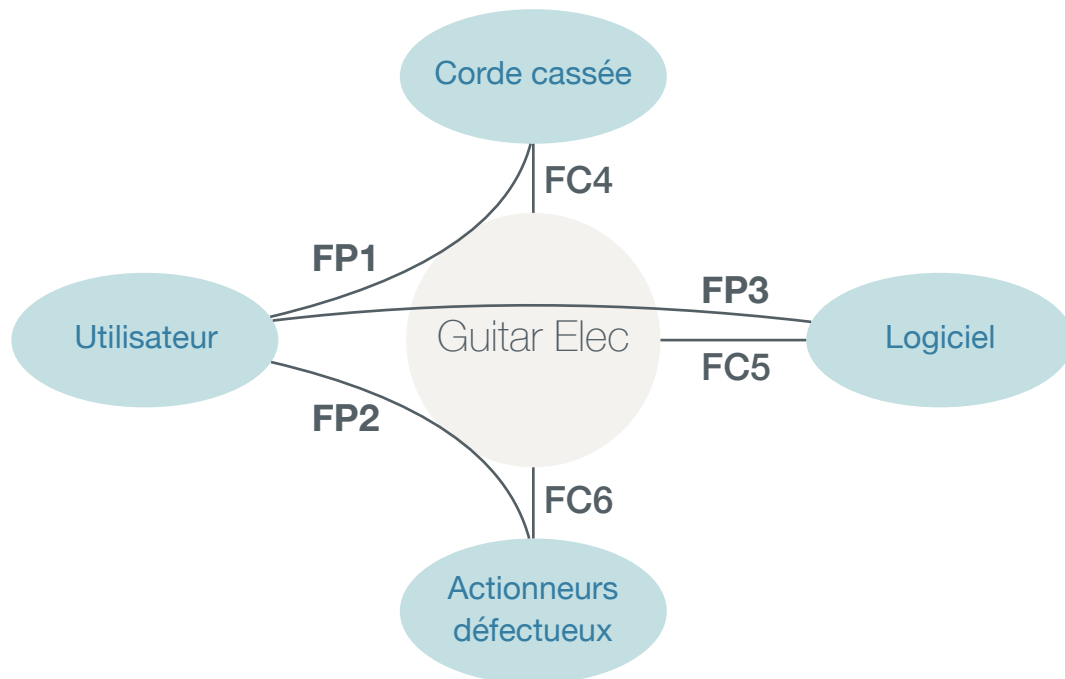 Corde cassée
FC4
FP1
FP3
Utilisateur
Guitar Elec
Logiciel
FC5
FP2
FC6
Actionneurs
défectueux